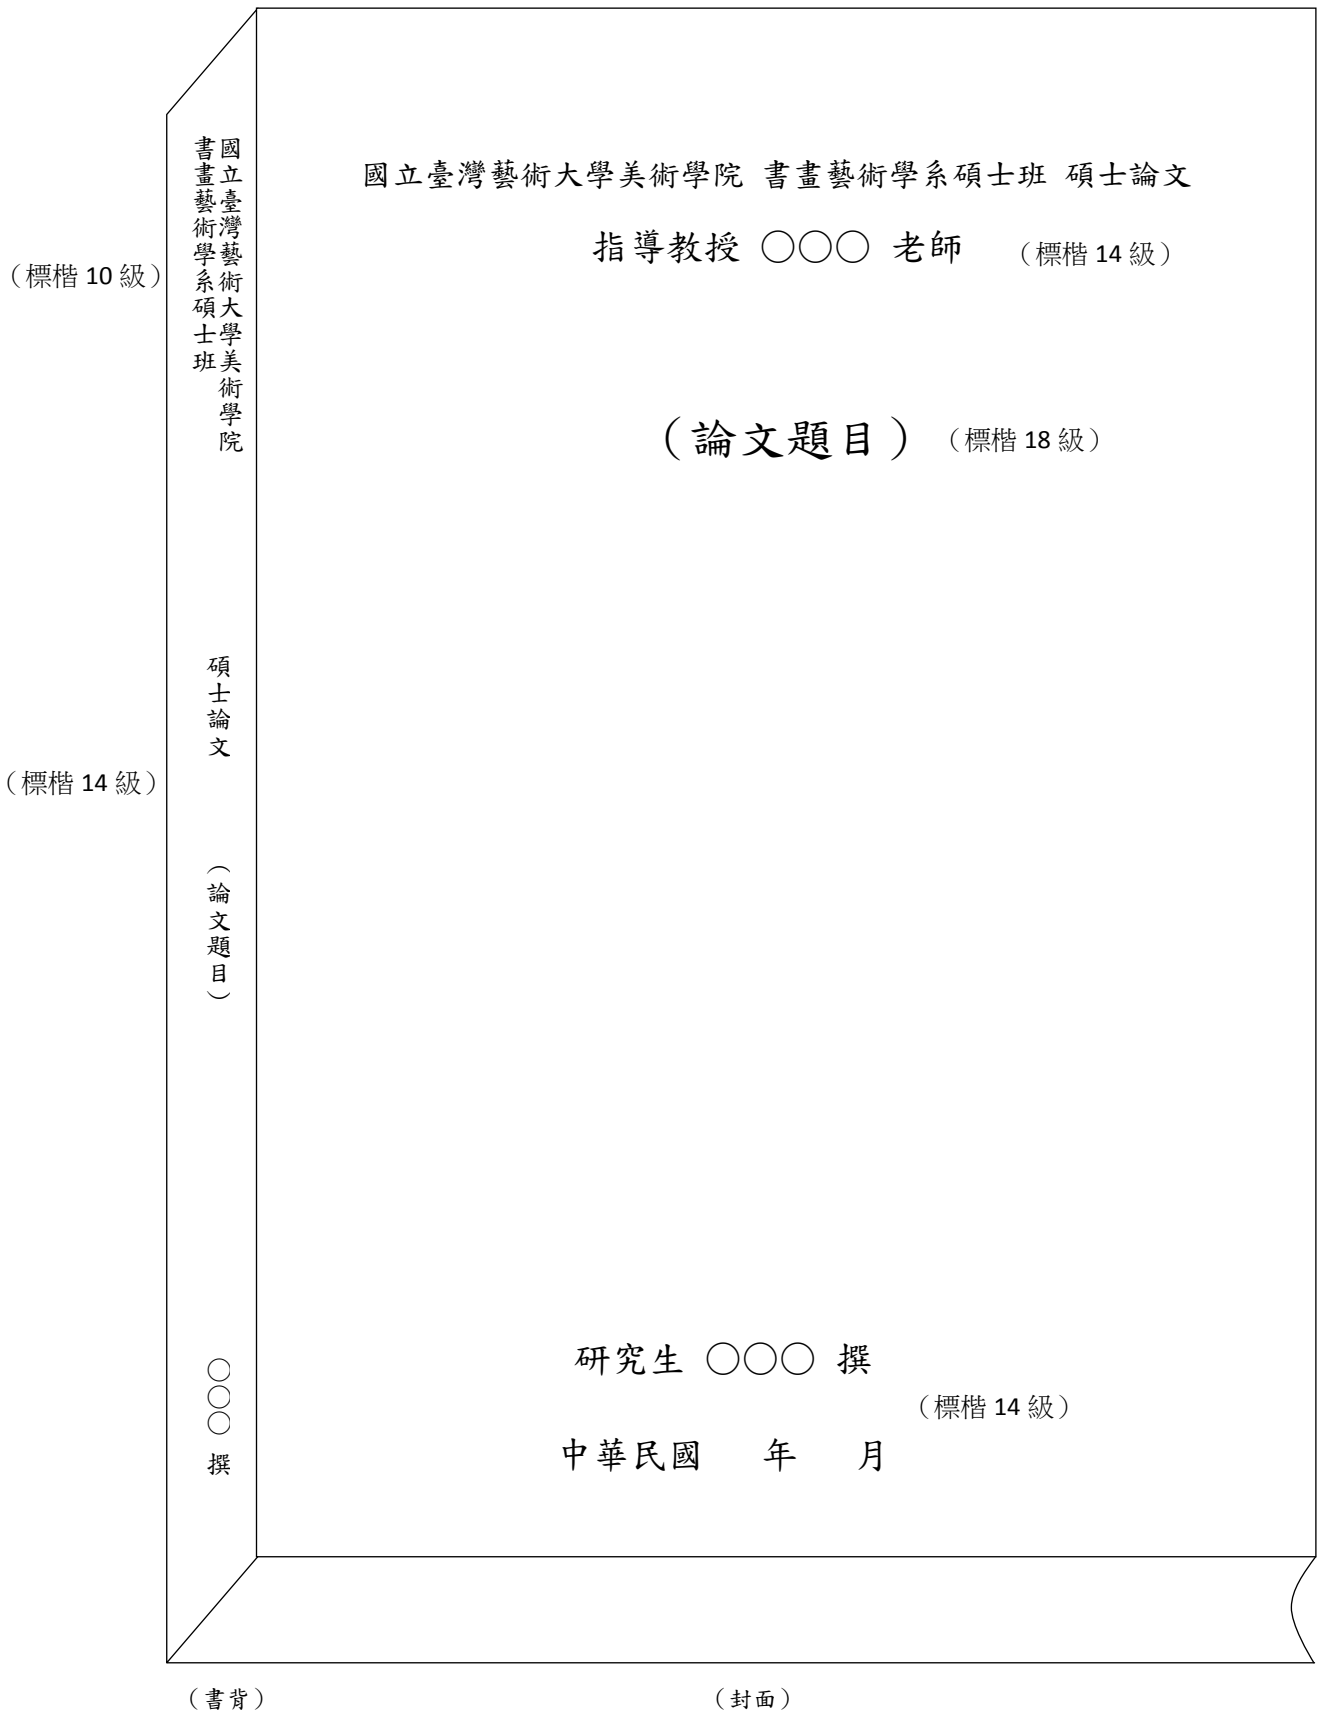 國立臺灣藝術大學美術學院 書畫藝術學系碩士班 碩士論文
指導教授 ○○○ 老師 （標楷 14 級）
（論文題目）（標楷 18 級）
研究生 ○○○ 撰
（標楷 14 級）
中華民國 年 月
（封面）
國立臺灣藝術大學美術學院
書畫藝術學系碩士班
（標楷 10 級）
碩士論文
（標楷 14 級）
（論文題目）
○○○ 撰
（書背）